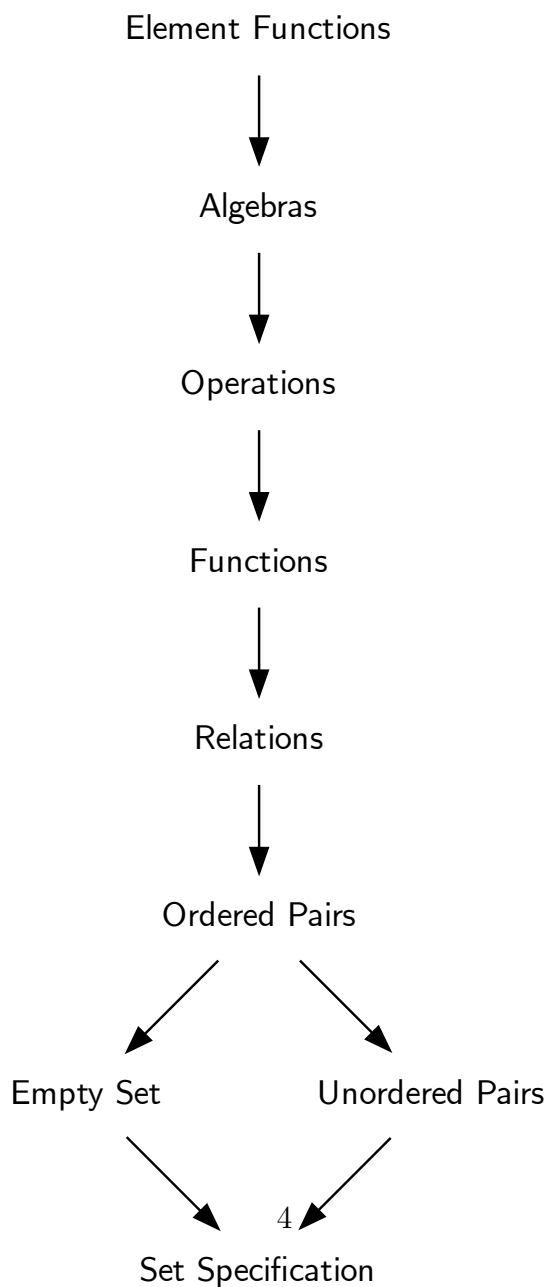 Element Functions
Algebras
Operations
Functions
Relations
Ordered Pairs
Empty Set
Unordered Pairs
4
Set Specification